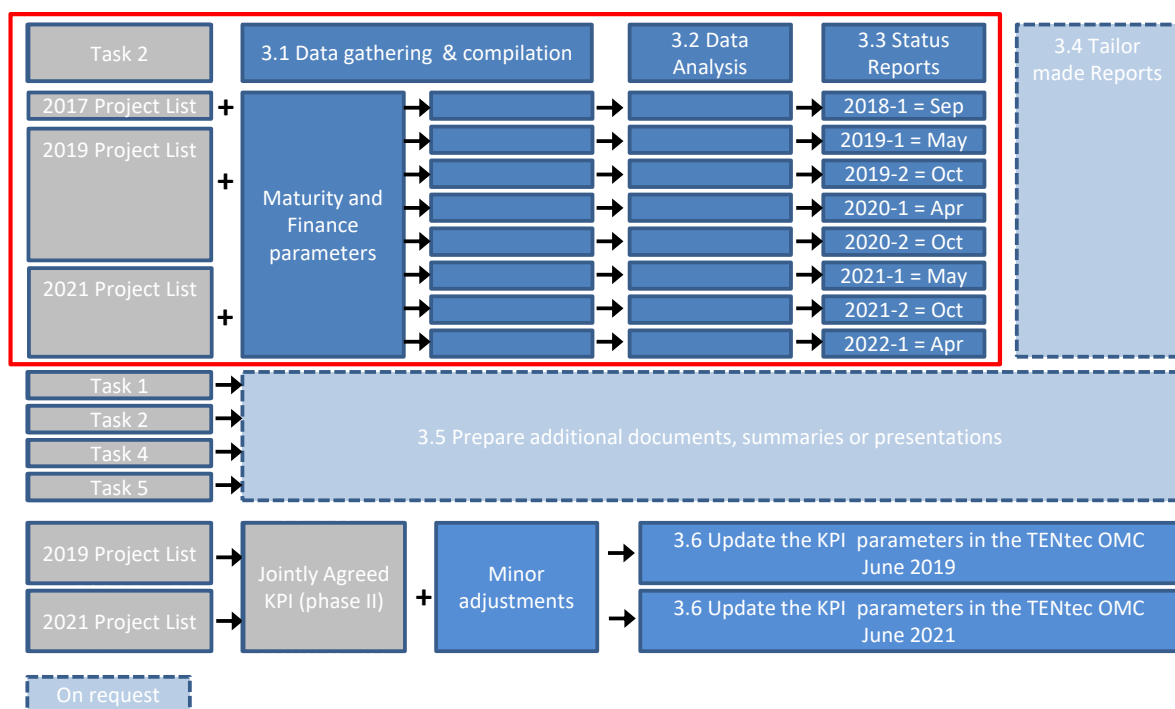 Task 2
3.1 Data gathering & compilation
3.2 Data
Analysis
3.3 Status
Reports
3.4 Tailor
made Reports
2017 Project List
+
2019 Project List
+
2021 Project List
+
Maturity and
Finance
parameters
2018-1 = Sep
2019-1 = May
2019-2 = Oct
2020-1 = Apr
2020-2 = Oct
2021-1 = May
2021-2 = Oct
2022-1 = Apr
Task 1
Task 2
Task 4
Task 5
3.5 Prepare additional documents, summaries or presentations
2019 Project List
2021 Project List
Jointly Agreed
KPI (phase II)
+
Minor
adjustments
3.6 Update the KPI parameters in the TENtec OMC
June 2019
3.6 Update the KPI parameters in the TENtec OMC
June 2021
On request